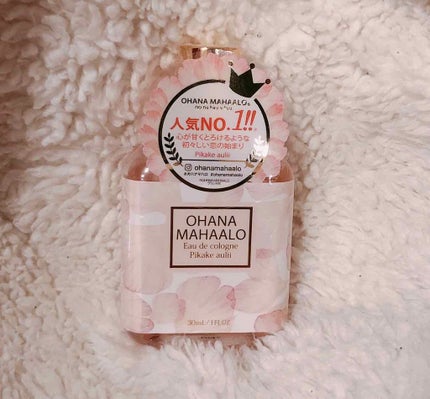 OHANA MAHAALO®
人気NO.1!!
心が甘くとろけるような
初々しい恋の始まり
Pikake aulii
ohanamahaalo
OHANA
MAHAALO
Eau de cologne
Pikake aulii
30mL / 1FL.OZ